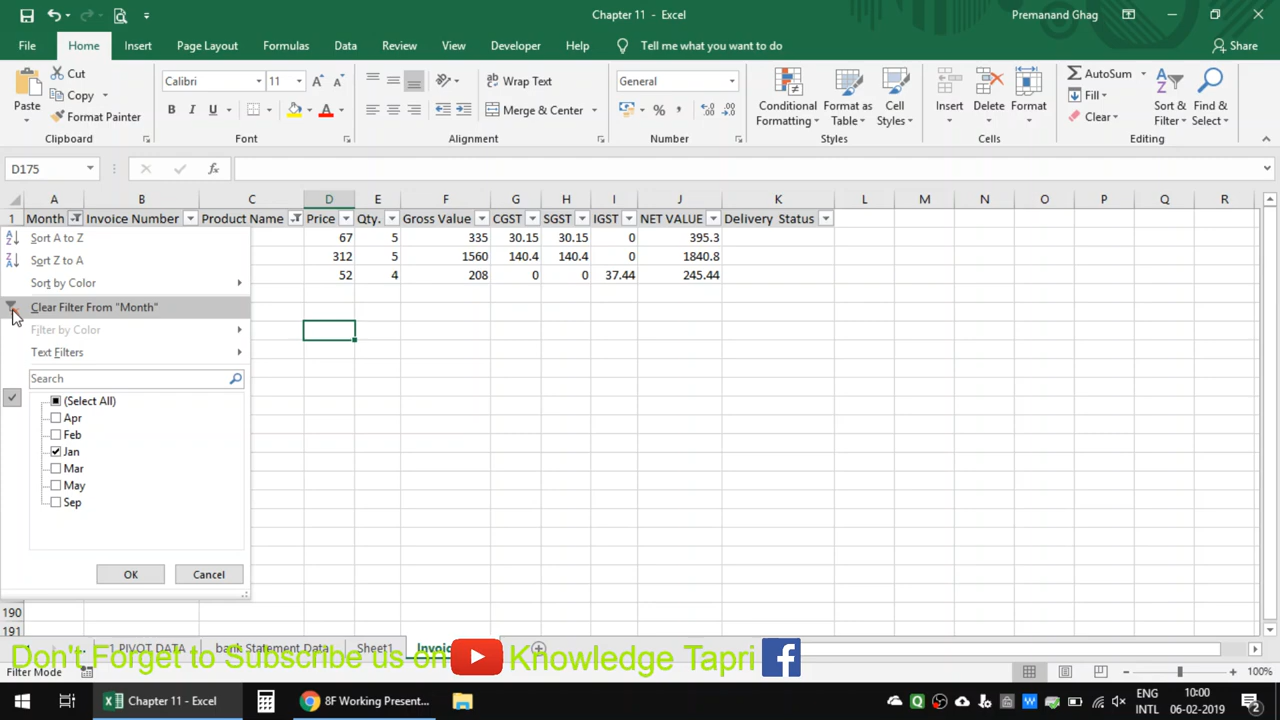 Chapter 11 - Excel
Premanand Ghag
File
Home
Insert
Page Layout
Formulas
Data
Review
View
Developer
Help
Tell me what you want to do
Share
Paste
Cut
Copy
Format Painter
Clipboard
Calibri
11
B I U
Font
Wrap Text
Merge & Center
Alignment
General
%
Number
Conditional Formatting
Format as Table
Cell Styles
Styles
Insert
Delete
Format
Cells
AutoSum
Fill
Clear
Sort & Filter
Find & Select
Editing
D175
fx
A B C D E F G H I J K L M N O P Q R
1 Month Invoice Number Product Name Price Qty. Gross Value CGST SGST IGST NET VALUE Delivery Status
67 5 335 30.15 30.15 0 395.3
312 5 1560 140.4 140.4 0 1840.8
52 4 208 0 0 37.44 245.44
Sort A to Z
Sort Z to A
Sort by Color
Clear Filter From "Month"
Filter by Color
Text Filters
Search
(Select All)
Apr
Feb
Jan
Mar
May
Sep
OK
Cancel
190
191
1 PIVOT DATA
bank Statement Data
Sheet1
Invoic
Don't Forget to Subscribe us on Knowledge Tapri
Filter Mode
100%
Chapter 11 - Excel
8F Working Present...
ENG
INTL
10:00
06-02-2019
2